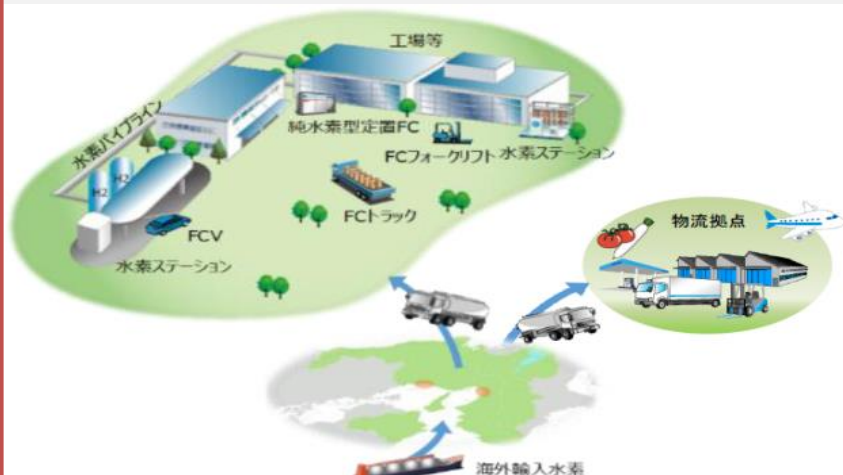 工場等
水素パイプライン
純水素型定置FC
FCフォークリフト
水素ステーション
H2
H2
FCトラック
FCV
水素ステーション
物流拠点
海外輸入水素